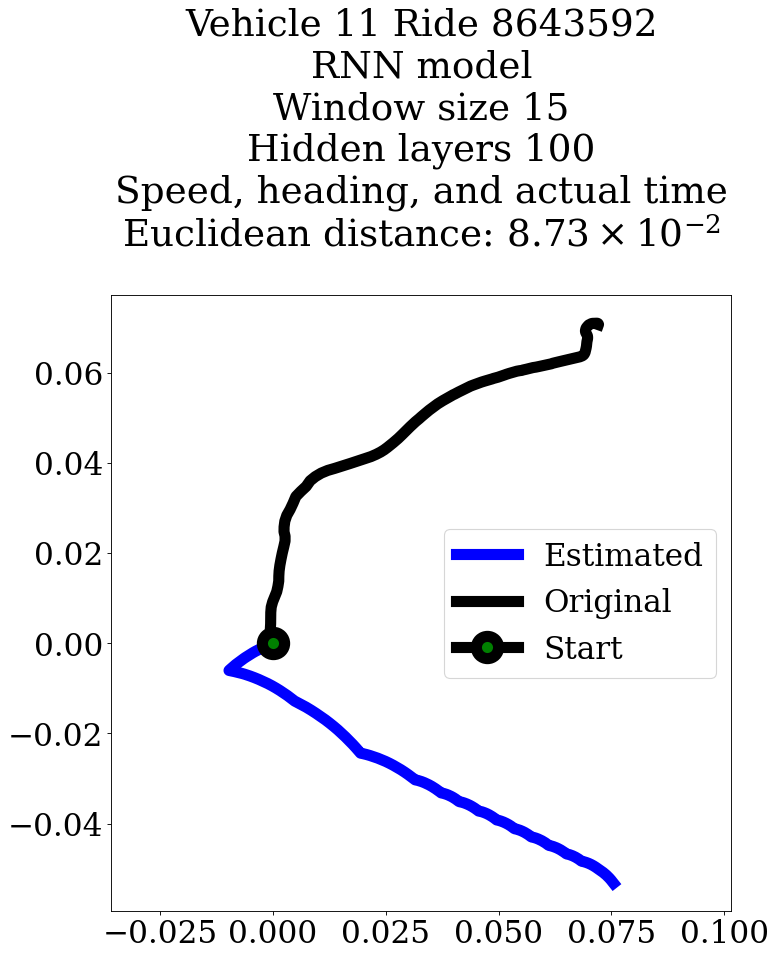 Vehicle 11 Ride 8643592
RNN model
Window size 15
Hidden layers 100
Speed, heading, and actual time
Euclidean distance: 8.73 × 10⁻²
0.06
0.04
0.02
0.00
−0.02
−0.04
Estimated
Original
Start
−0.025 0.000 0.025 0.050 0.075 0.100